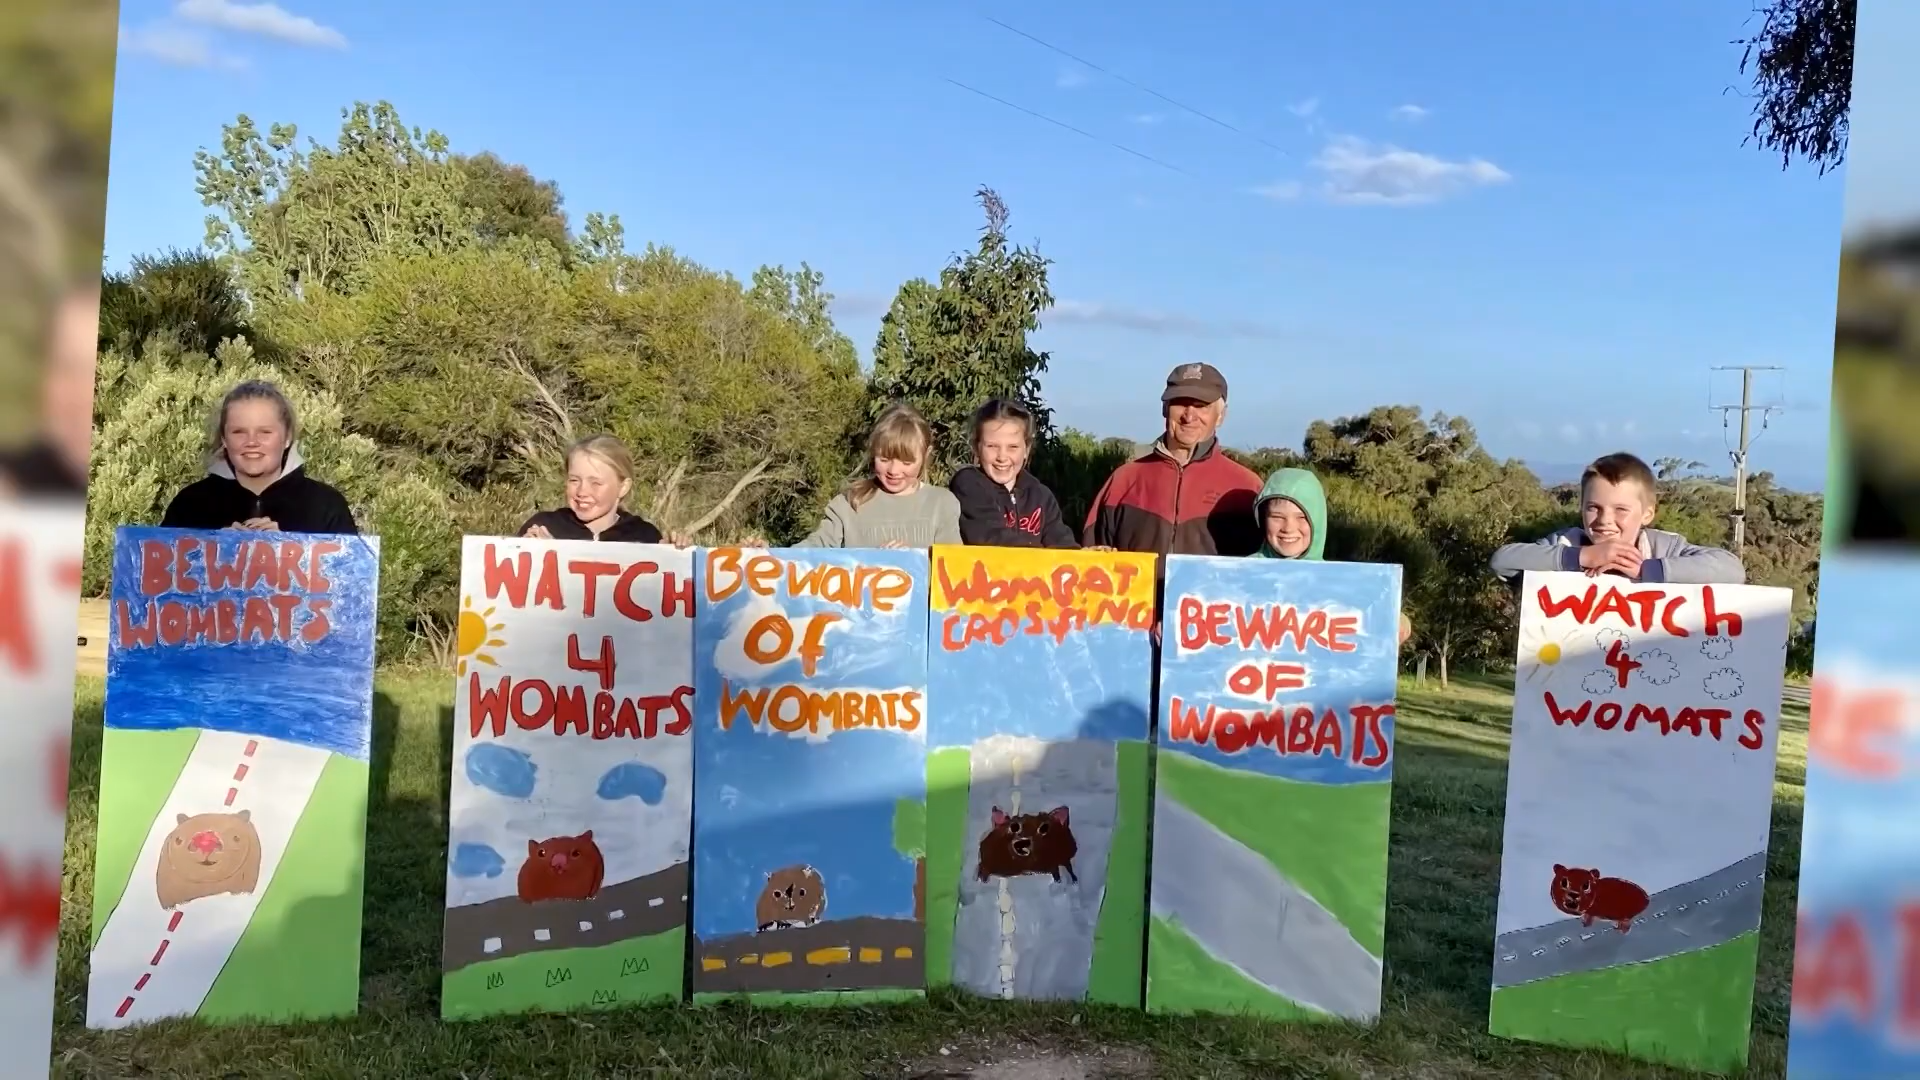 BEWARE
WOMBATS
WATCH
4
WOMBATS
Beware
Of
WOMBATS
WOMBAT
CROSSING
BEWARE
OF
WOMBATS
WATCh
4
WOMATS